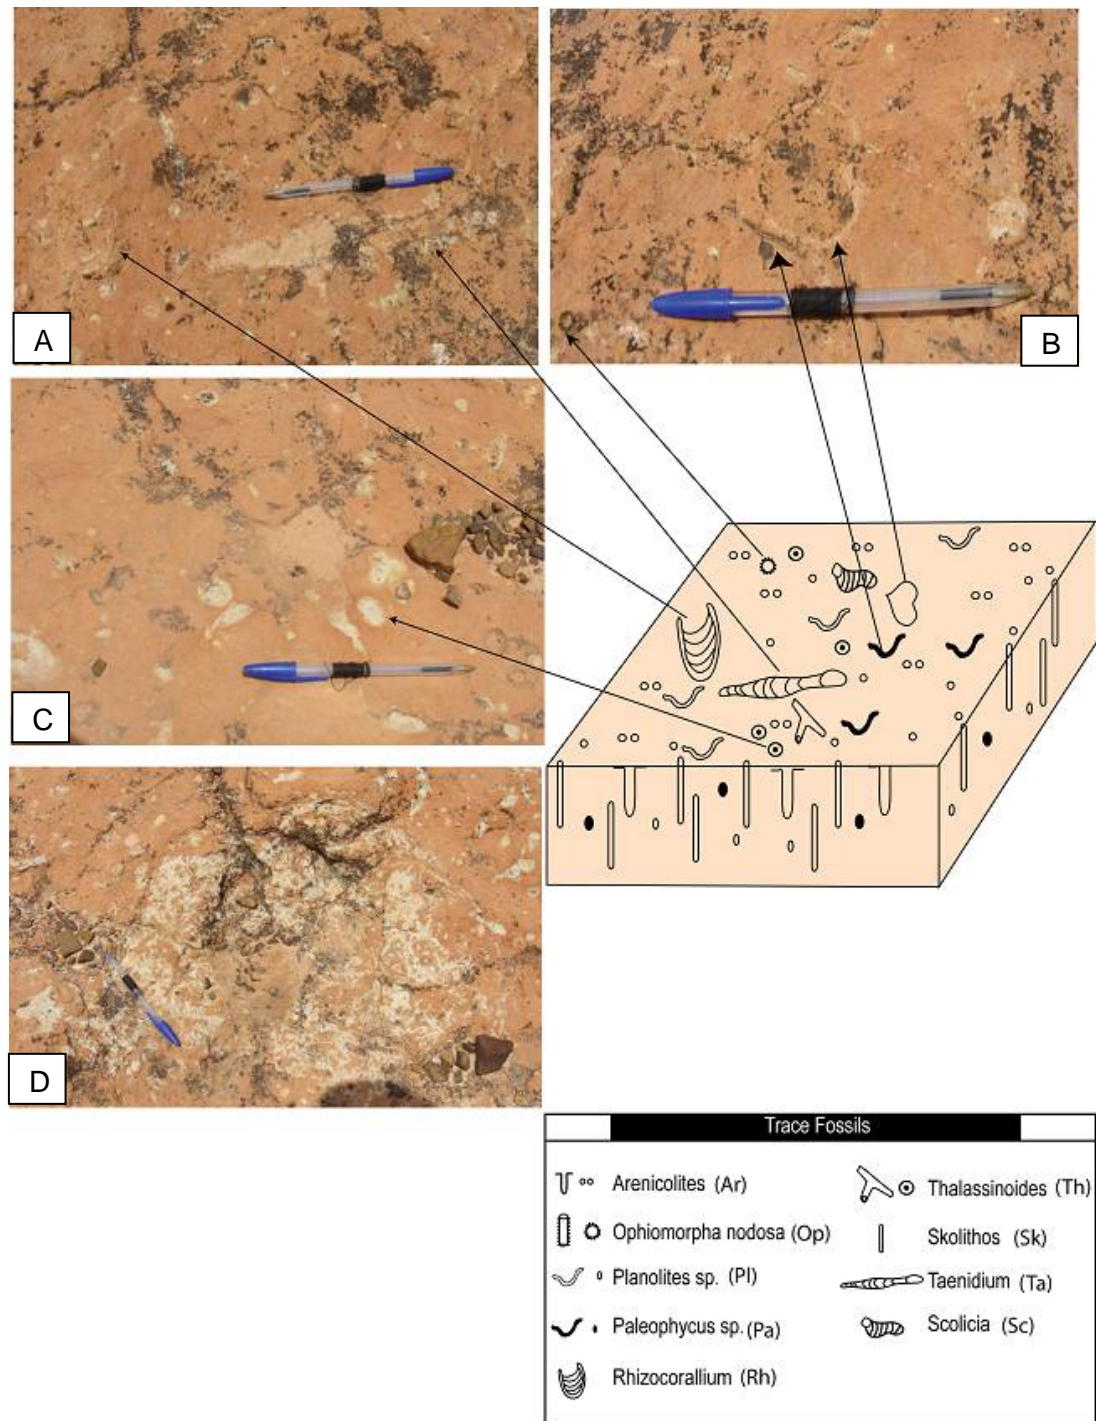 A
B
C
D
Trace Fossils
Arenicolites (Ar)
Thalassinoides (Th)
Ophiomorpha nodosa (Op)
Skolithos (Sk)
Planolites sp. (Pl)
Taenidium (Ta)
Paleophycus sp. (Pa)
Scolicia (Sc)
Rhizocorallium (Rh)